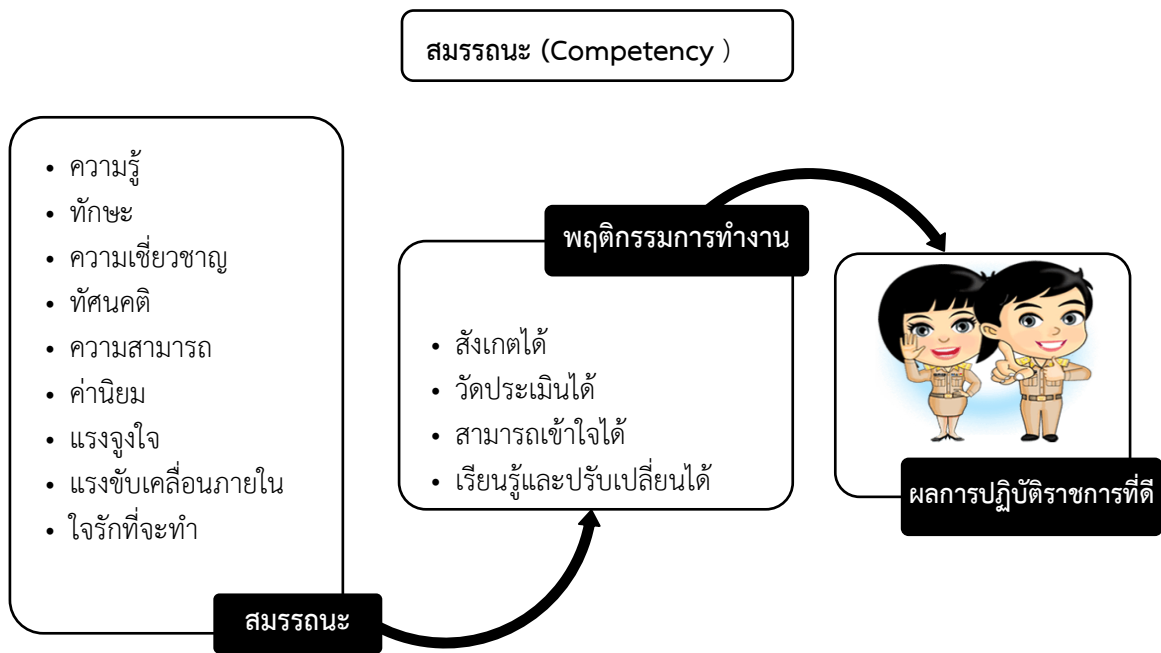 สมรรถนะ (Competency )
• ความรู้
• ทักษะ
• ความเชี่ยวชาญ
• ทัศนคติ
• ความสามารถ
• ค่านิยม
• แรงจูงใจ
• แรงขับเคลื่อนภายใน
• ใจรักที่จะทำ
สมรรถนะ
พฤติกรรมการทำงาน
• สังเกตได้
• วัดประเมินได้
• สามารถเข้าใจได้
• เรียนรู้และปรับเปลี่ยนได้
ผลการปฏิบัติราชการที่ดี